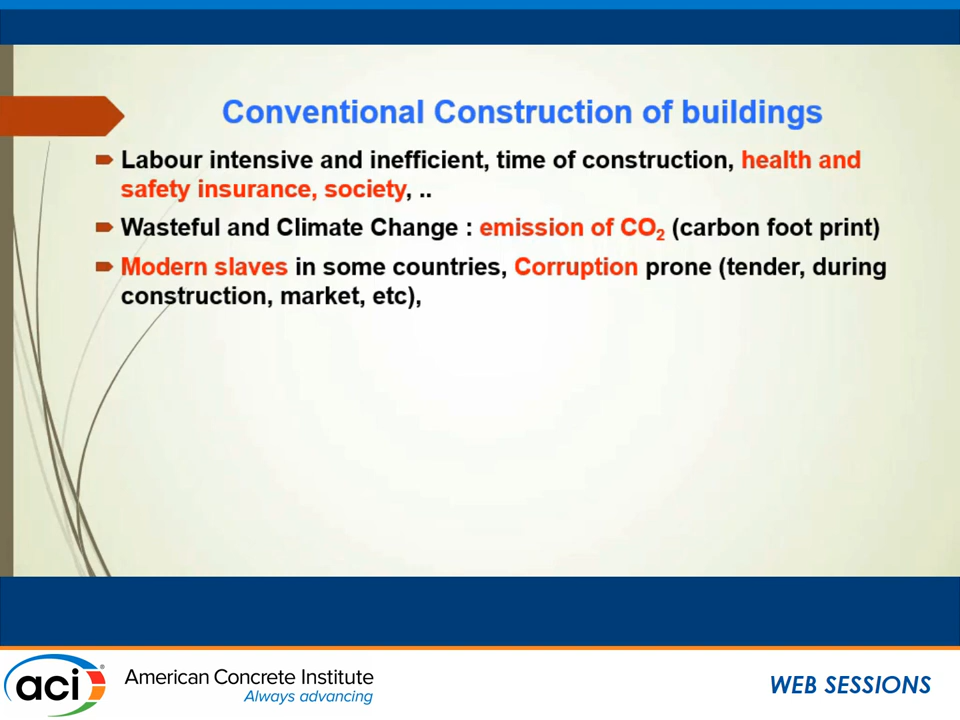 Conventional Construction of buildings
Labour intensive and inefficient, time of construction, health and
safety insurance, society, ..
Wasteful and Climate Change : emission of CO₂ (carbon foot print)
Modern slaves in some countries, Corruption prone (tender, during
construction, market, etc),
aci® American Concrete Institute
Always advancing
WEB SESSIONS